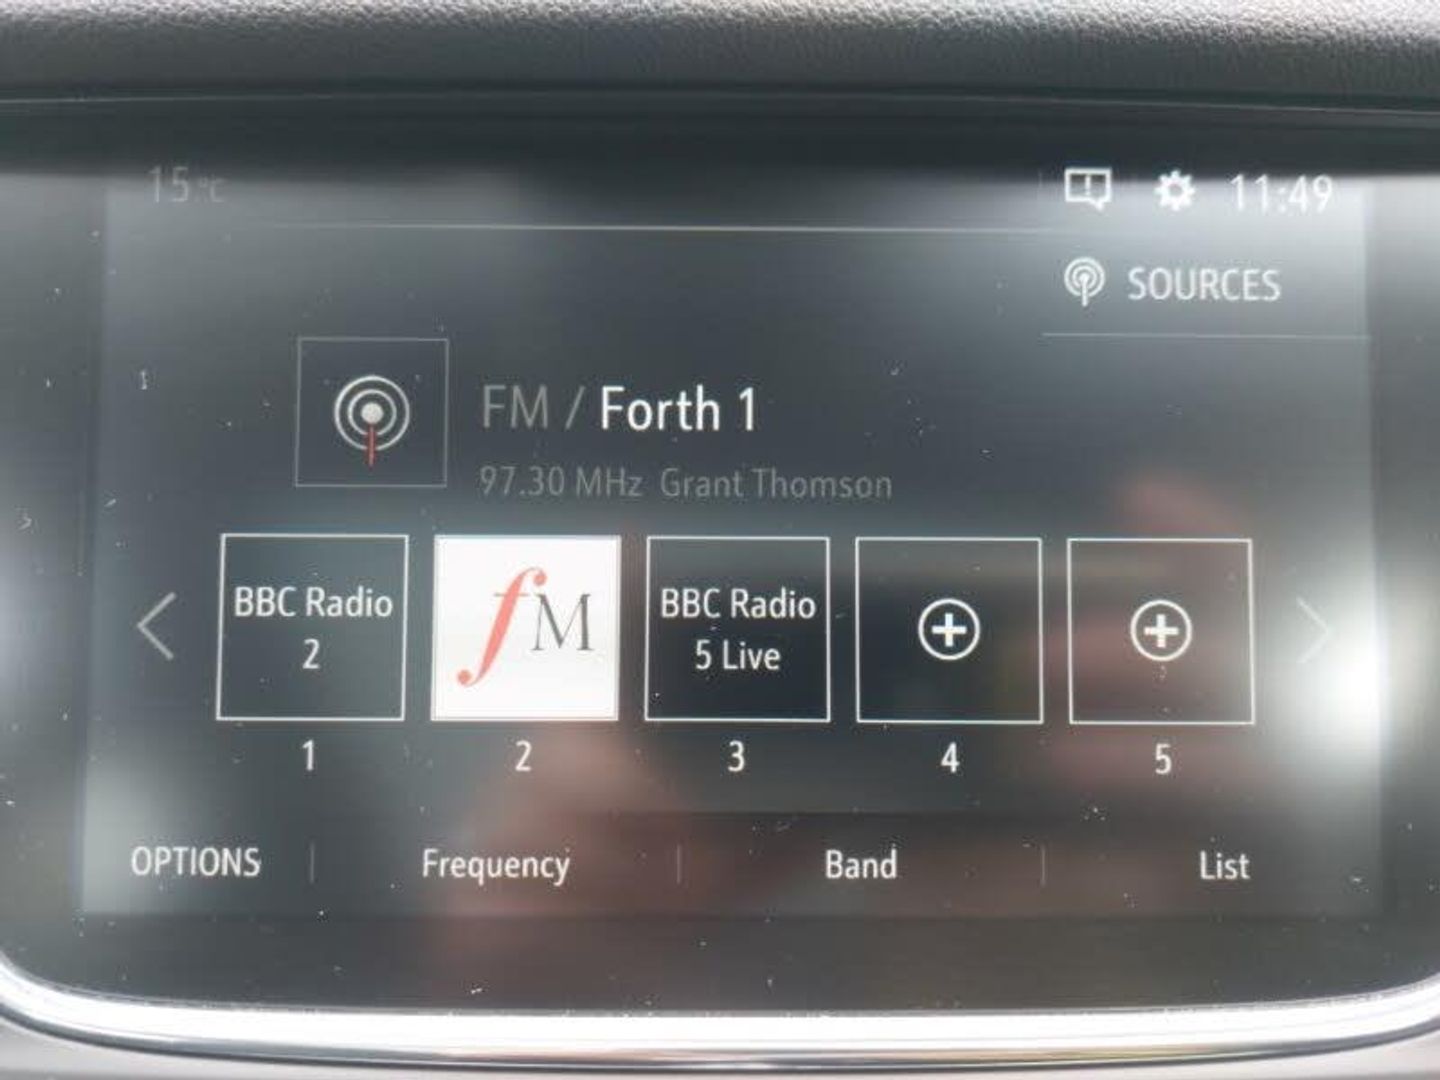 15 °C
11:49
SOURCES
FM / Forth 1
97.30 MHz Grant Thomson
BBC Radio
2
fM
BBC Radio
5 Live
1
2
3
4
5
OPTIONS
Frequency
Band
List